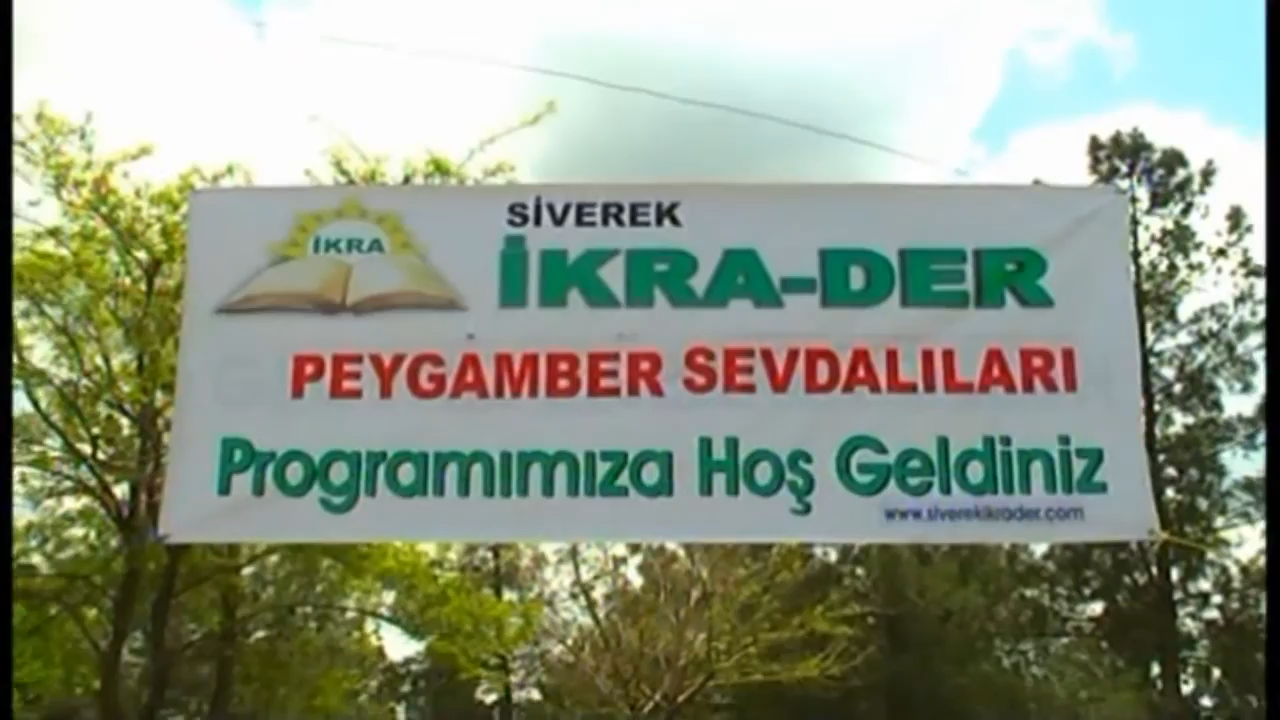 İKRA
SİVEREK
İKRA-DER
PEYGAMBER SEVDALILARI
Programımıza Hoş Geldiniz
www.siverekikrader.com